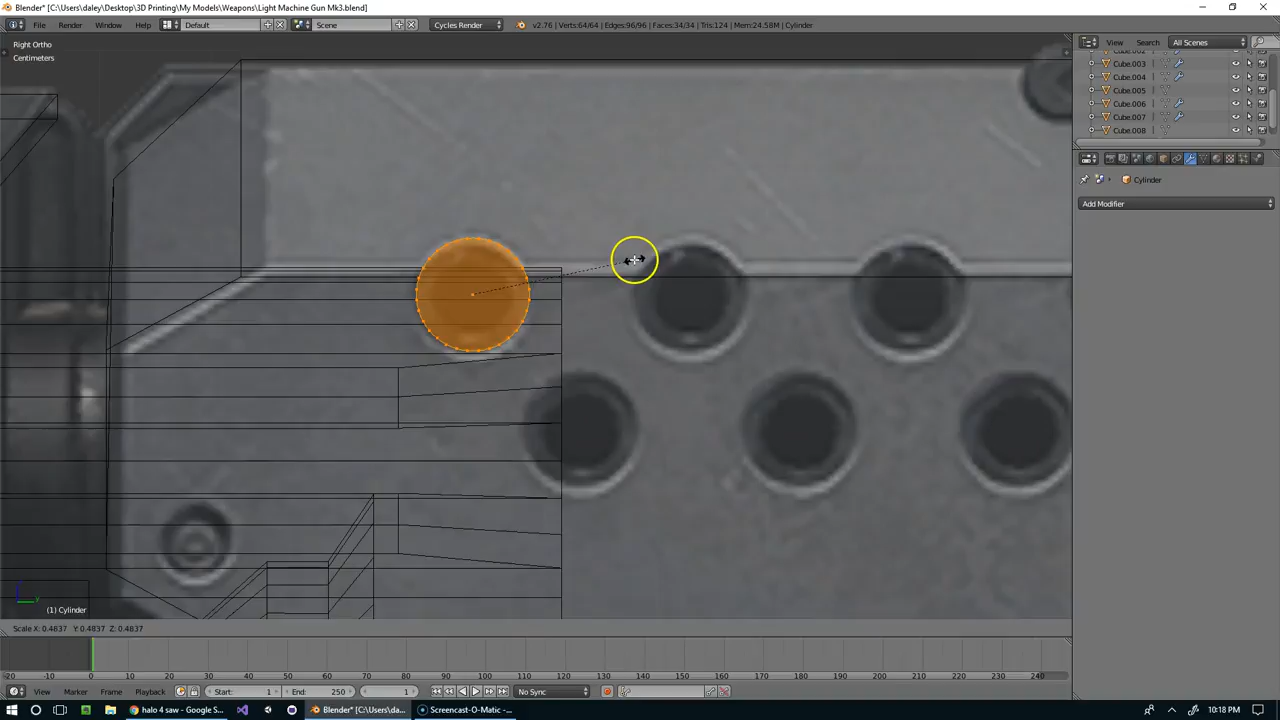 Blender* [C:\Users\daley\Desktop\3D Printing\My Models\Weapons\Light Machine Gun Mk3.blend]
File Render Window Help Default Scene Cycles Render v2.76 | Verts:64/64 | Edges:96/96 | Faces:34/34 | Tris:124 | Mem:24.58M | Cylinder
View Search All Scenes
Right Ortho
Centimeters
Cube.003
Cube.004
Cube.005
Cube.006
Cube.007
Cube.008
Cylinder
Add Modifier
(1) Cylinder
Scale X: 0.4837 Y: 0.4837 Z: 0.4837
-20 -10 0 10 20 30 40 50 60 70 80 90 100 110 120 130 140 150 160 170 180 190 200 210 220 230 240
View Marker Frame Playback Start: 1 End: 250 1 No Sync
halo 4 saw - Google S... Blender* [C:\Users\da... Screencast-O-Matic -... 10:18 PM